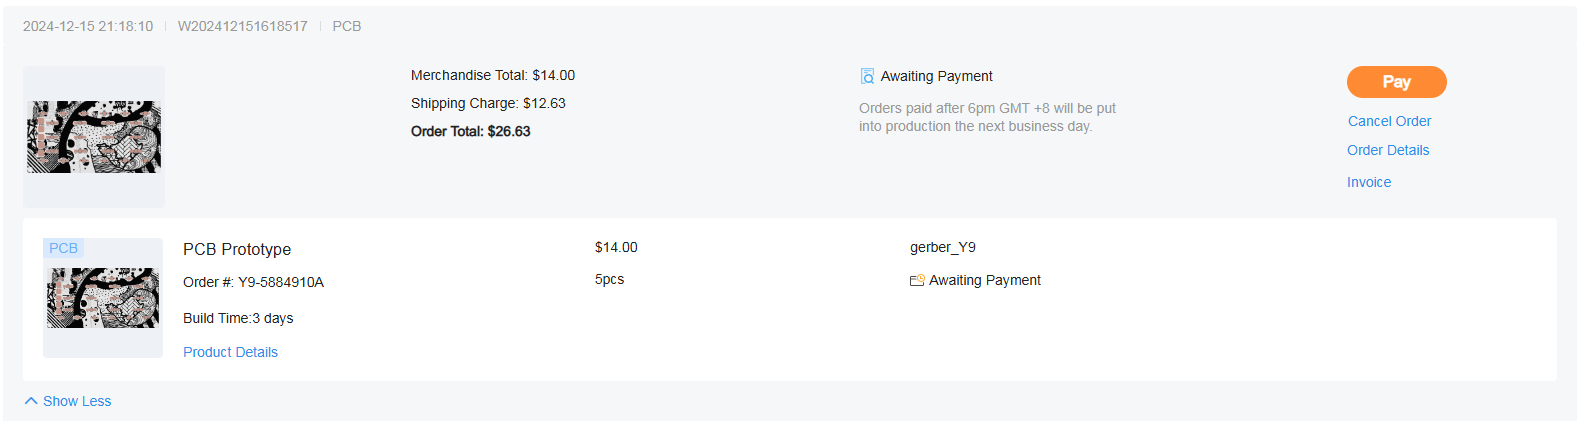 2024-12-15 21:18:10 W202412151618517 PCB
Merchandise Total: $14.00
Shipping Charge: $12.63
Order Total: $26.63
Awaiting Payment
Orders paid after 6pm GMT +8 will be put
into production the next business day.
Pay
Cancel Order
Order Details
Invoice
PCB
PCB Prototype
Order #: Y9-5884910A
Build Time:3 days
Product Details
$14.00
5pcs
gerber_Y9
Awaiting Payment
Show Less